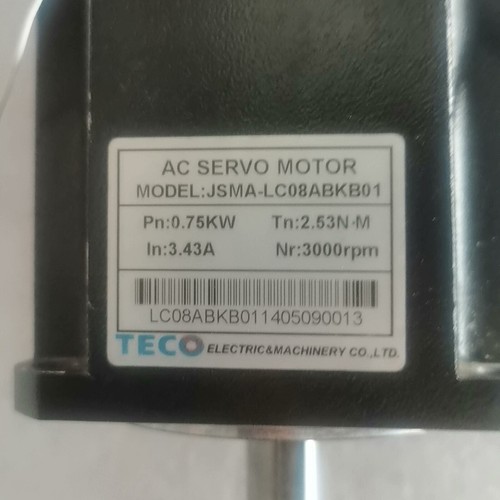 AC SERVO MOTOR
MODEL:JSMA-LC08ABKB01
Pn:0.75KW Tn:2.53N·M
In:3.43A Nr:3000rpm
LC08ABKB011405090013
TECO ELECTRIC&MACHINERY CO.,LTD.